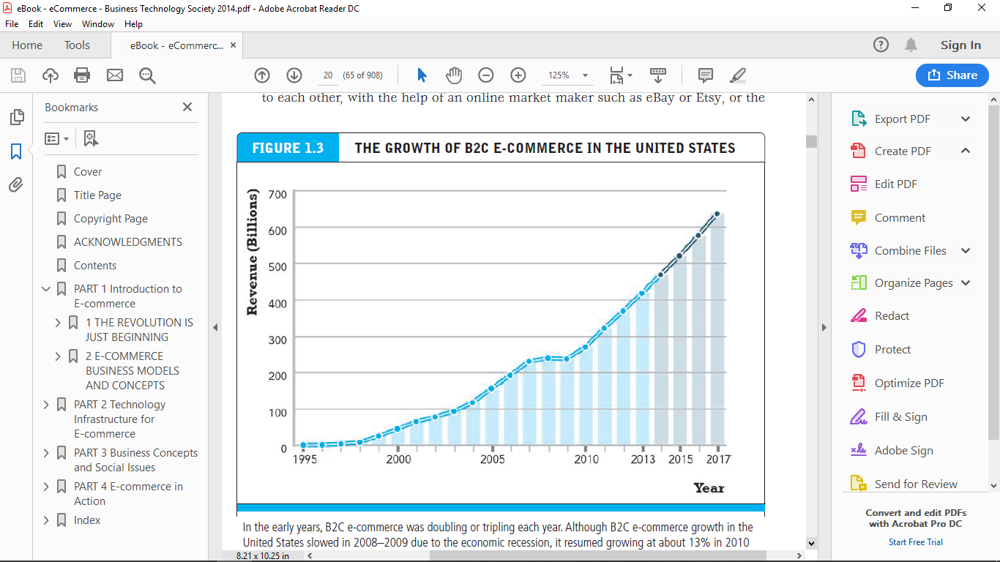 eBook - eCommerce - Business Technology Society 2014.pdf - Adobe Acrobat Reader DC
File Edit View Window Help
Home Tools eBook - eCommerc... ×
Sign In
20 (65 of 908)
125%
Share
Bookmarks
Cover
Title Page
Copyright Page
ACKNOWLEDGMENTS
Contents
PART 1 Introduction to
E-commerce
1 THE REVOLUTION IS
JUST BEGINNING
2 E-COMMERCE
BUSINESS MODELS
AND CONCEPTS
PART 2 Technology
Infrastructure for
E-commerce
PART 3 Business Concepts
and Social Issues
PART 4 E-commerce in
Action
Index
to each other, with the help of an online market maker such as eBay or Etsy, or the
FIGURE 1.3 THE GROWTH OF B2C E-COMMERCE IN THE UNITED STATES
Revenue (Billions)
700
600
500
400
300
200
100
0
1995 2000 2005 2010 2013 2015 2017
Year
In the early years, B2C e-commerce was doubling or tripling each year. Although B2C e-commerce growth in the
United States slowed in 2008–2009 due to the economic recession, it resumed growing at about 13% in 2010
8.21 x 10.25 in
Export PDF
Create PDF
Edit PDF
Comment
Combine Files
Organize Pages
Redact
Protect
Optimize PDF
Fill & Sign
Adobe Sign
Send for Review
Convert and edit PDFs
with Acrobat Pro DC
Start Free Trial